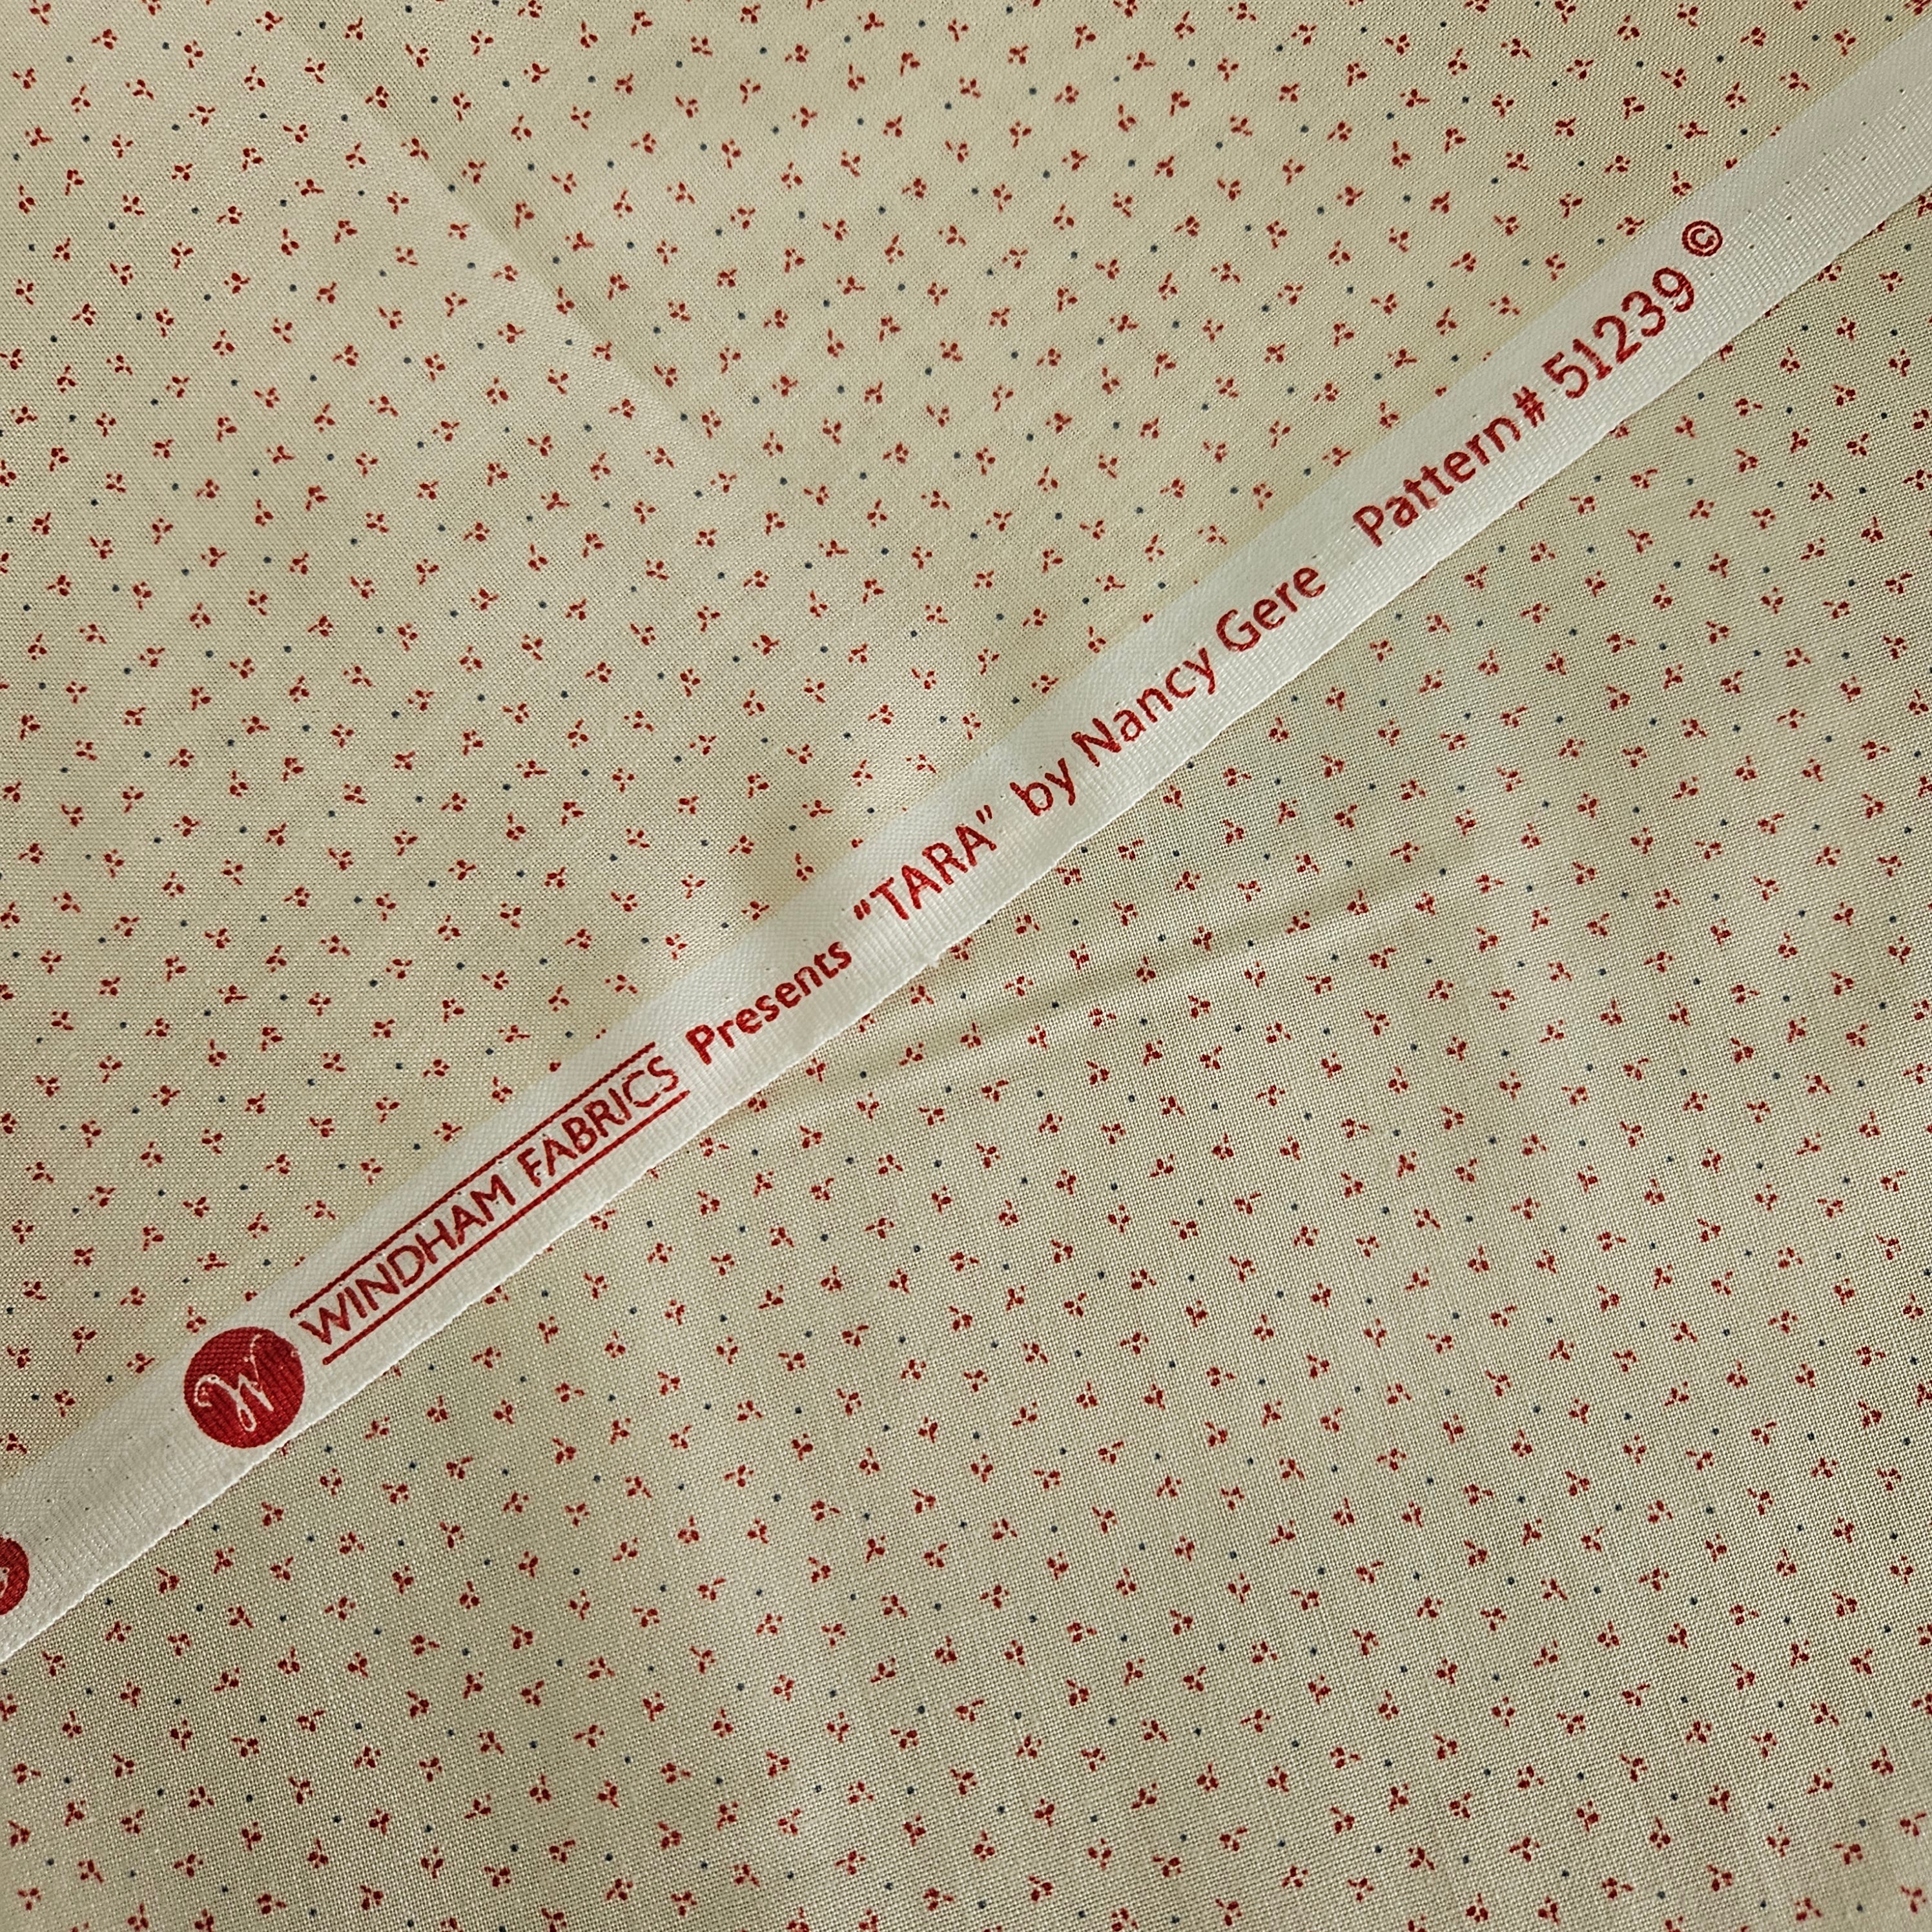 W WINDHAM FABRICS Presents "TARA" by Nancy Gere Pattern# 51239 ©